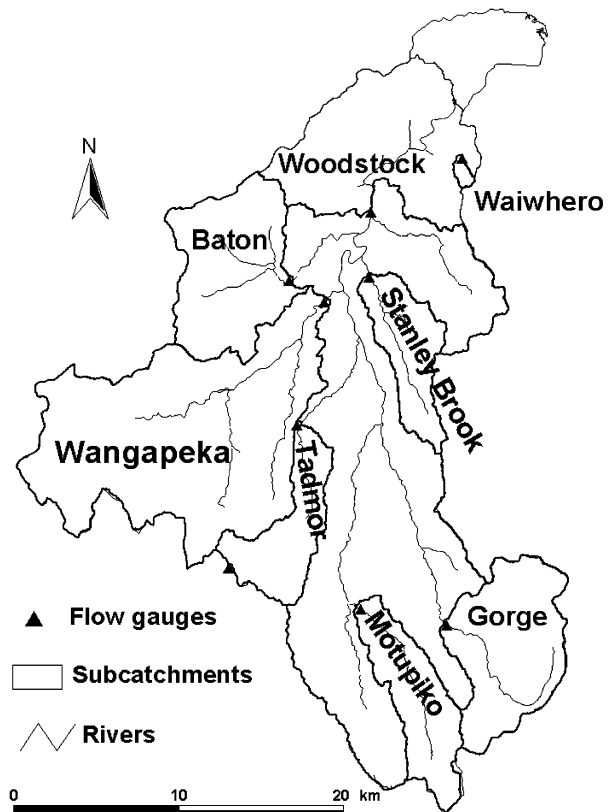 N
Woodstock
Waiwhero
Baton
Stanley Brook
Wangapeka
Tadmor
Flow gauges
Gorge
Motupiko
Subcatchments
Rivers
0 10 20 km